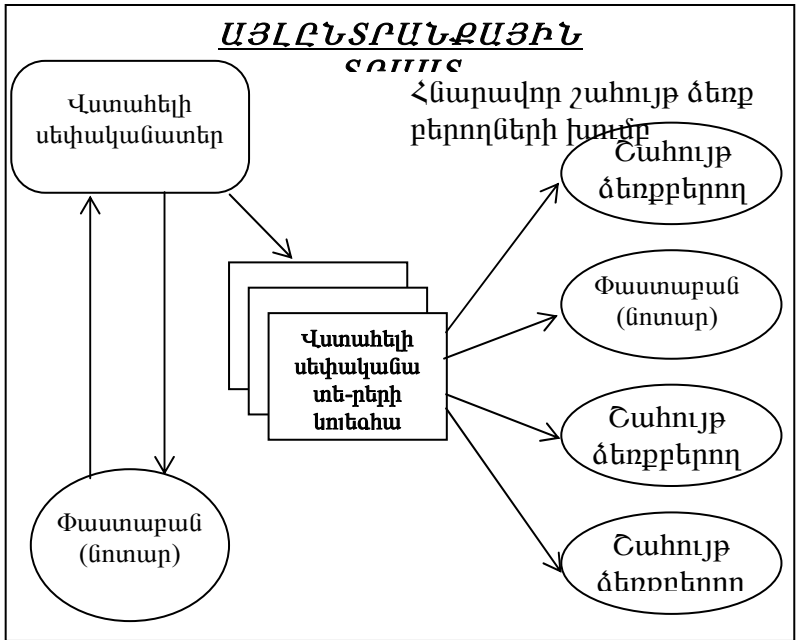 ԱՅԼԸՆՏՐԱՆՔԱՅԻՆ
Վստահելի
սեփականատեր
Հնարավոր շահույթ ձեռք
բերողների խումբ
Շահույթ
ձեռքբերող
Փաստաբան
(նոտար)
Վստահելի
սեփականա
տե-րերի
կոլեգիա
Շահույթ
ձեռքբերող
Փաստաբան
(նոտար)
Շահույթ
ձեռքբերող